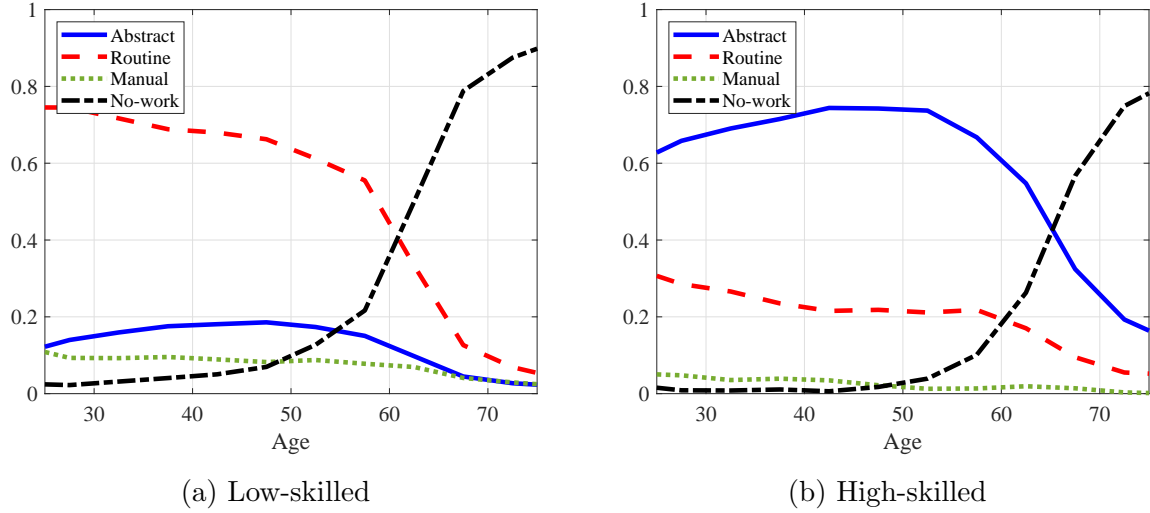 1
0.8
0.6
0.4
0.2
0
Abstract
Routine
Manual
No-work
30 40 50 60 70
Age
(a) Low-skilled
1
0.8
0.6
0.4
0.2
0
Abstract
Routine
Manual
No-work
30 40 50 60 70
Age
(b) High-skilled